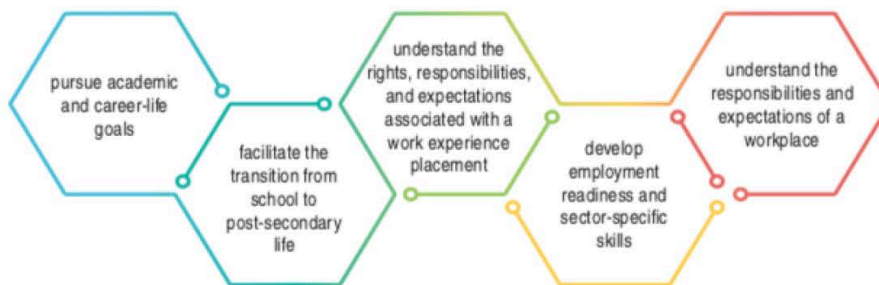 pursue academic
and career-life
goals
facilitate the
transition from
school to
post-secondary
life
understand the
rights, responsibilities,
and expectations
associated with a
work experience
placement
develop
employment
readiness and
sector-specific
skills
understand the
responsibilities and
expectations of a
workplace